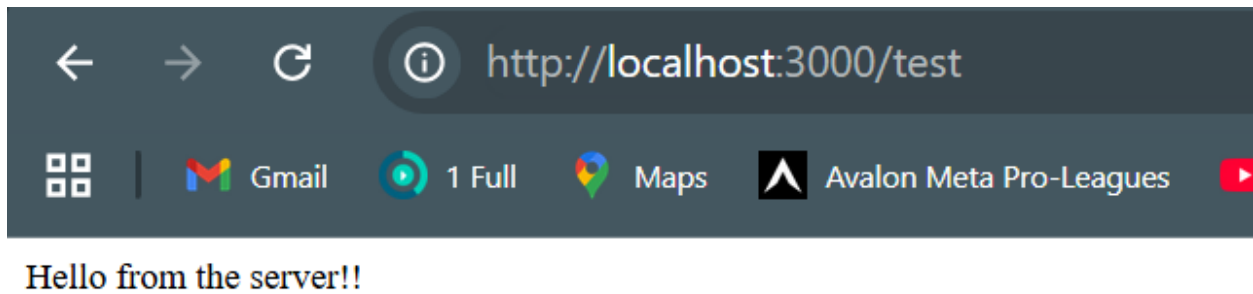 http://localhost:3000/test
Gmail 1 Full Maps Avalon Meta Pro-Leagues
Hello from the server!!